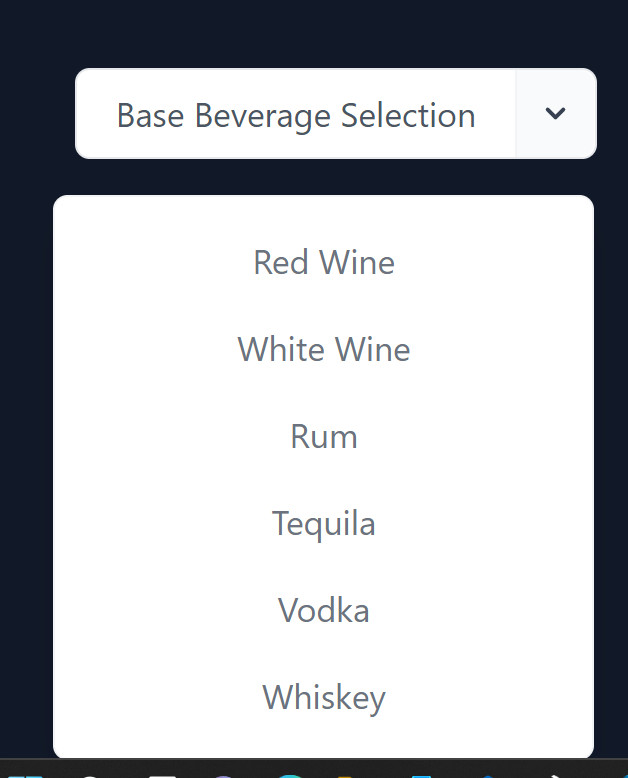 Base Beverage Selection
Red Wine
White Wine
Rum
Tequila
Vodka
Whiskey